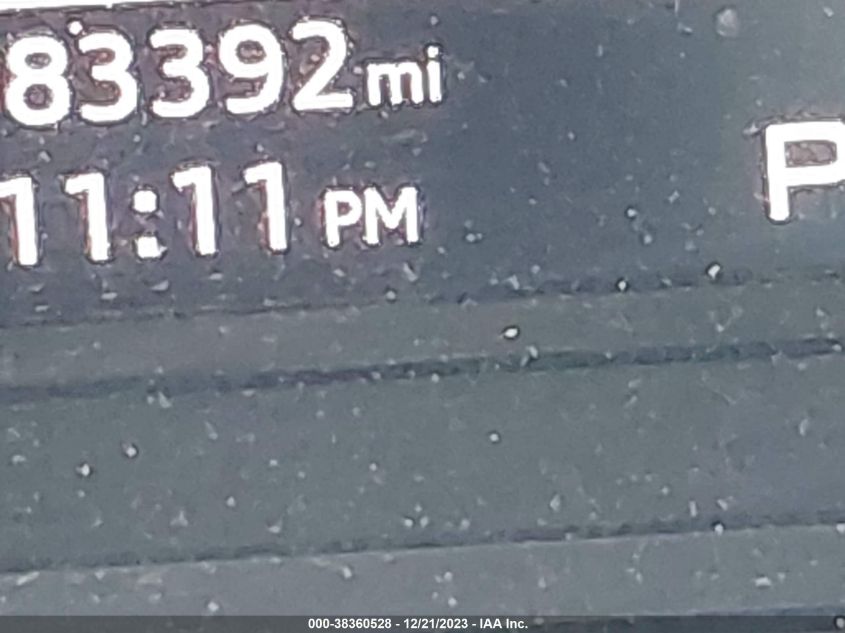 83392 mi
P
11:11 PM
000-38360528 - 12/21/2023 - IAA Inc.